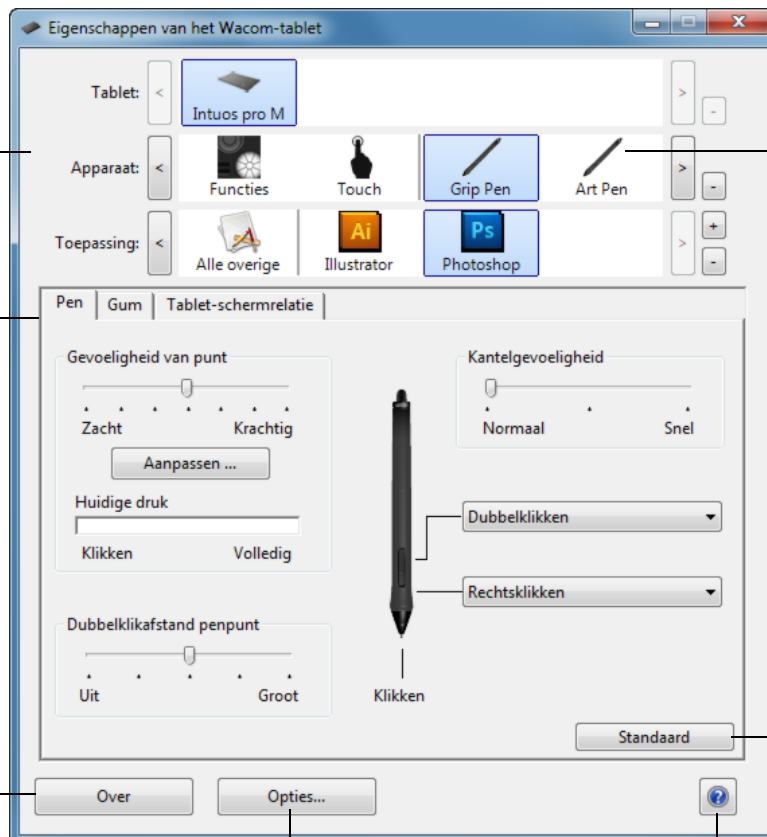 Eigenschappen van het Wacom-tablet
Tablet:
Intuos pro M
Apparaat:
Functies
Touch
Grip Pen
Art Pen
Toepassing:
Ai
Ps
Alle overige
Illustrator
Photoshop
Pen
Gum
Tablet-schermrelatie
Gevoeligheid van punt
Zacht
Krachtig
Aanpassen ...
Huidige druk
Klikken
Volledig
Dubbelklikafstand penpunt
Uit
Groot
Kantelgevoeligheid
Normaal
Snel
Dubbelklikken
Rechtsklikken
Klikken
Standaard
Over
Opties...